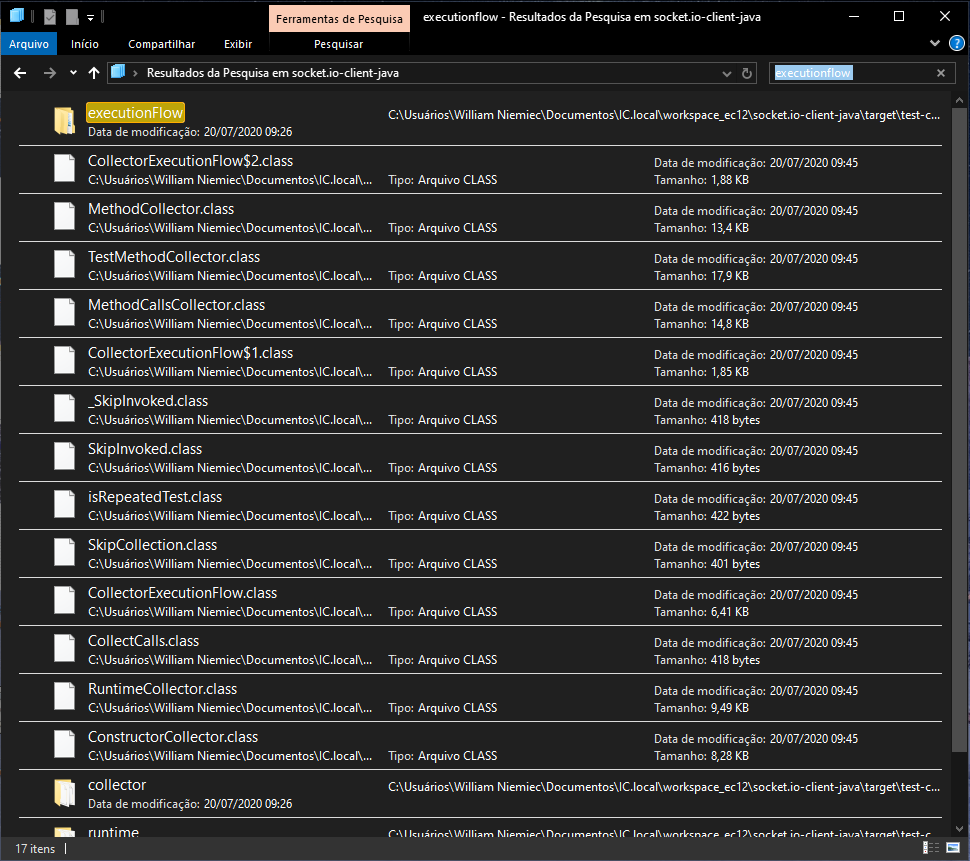 Ferramentas de Pesquisa
executionflow - Resultados da Pesquisa em socket.io-client-java
Arquivo
Início
Compartilhar
Exibir
Pesquisar
Resultados da Pesquisa em socket.io-client-java
executionflow
executionFlow
C:\Usuários\William Niemiec\Documentos\IC.local\workspace_ec12\socket.io-client-java\target\test-c...
Data de modificação: 20/07/2020 09:26
CollectorExecutionFlow$2.class
Data de modificação: 20/07/2020 09:45
C:\Usuários\William Niemiec\Documentos\IC.local\... Tipo: Arquivo CLASS Tamanho: 1,88 KB
MethodCollector.class
Data de modificação: 20/07/2020 09:45
C:\Usuários\William Niemiec\Documentos\IC.local\... Tipo: Arquivo CLASS Tamanho: 13,4 KB
TestMethodCollector.class
Data de modificação: 20/07/2020 09:45
C:\Usuários\William Niemiec\Documentos\IC.local\... Tipo: Arquivo CLASS Tamanho: 17,9 KB
MethodCallsCollector.class
Data de modificação: 20/07/2020 09:45
C:\Usuários\William Niemiec\Documentos\IC.local\... Tipo: Arquivo CLASS Tamanho: 14,8 KB
CollectorExecutionFlow$1.class
Data de modificação: 20/07/2020 09:45
C:\Usuários\William Niemiec\Documentos\IC.local\... Tipo: Arquivo CLASS Tamanho: 1,85 KB
_SkipInvoked.class
Data de modificação: 20/07/2020 09:45
C:\Usuários\William Niemiec\Documentos\IC.local\... Tipo: Arquivo CLASS Tamanho: 418 bytes
SkipInvoked.class
Data de modificação: 20/07/2020 09:45
C:\Usuários\William Niemiec\Documentos\IC.local\... Tipo: Arquivo CLASS Tamanho: 416 bytes
isRepeatedTest.class
Data de modificação: 20/07/2020 09:45
C:\Usuários\William Niemiec\Documentos\IC.local\... Tipo: Arquivo CLASS Tamanho: 422 bytes
SkipCollection.class
Data de modificação: 20/07/2020 09:45
C:\Usuários\William Niemiec\Documentos\IC.local\... Tipo: Arquivo CLASS Tamanho: 401 bytes
CollectorExecutionFlow.class
Data de modificação: 20/07/2020 09:45
C:\Usuários\William Niemiec\Documentos\IC.local\... Tipo: Arquivo CLASS Tamanho: 6,41 KB
CollectCalls.class
Data de modificação: 20/07/2020 09:45
C:\Usuários\William Niemiec\Documentos\IC.local\... Tipo: Arquivo CLASS Tamanho: 418 bytes
RuntimeCollector.class
Data de modificação: 20/07/2020 09:45
C:\Usuários\William Niemiec\Documentos\IC.local\... Tipo: Arquivo CLASS Tamanho: 9,49 KB
ConstructorCollector.class
Data de modificação: 20/07/2020 09:45
C:\Usuários\William Niemiec\Documentos\IC.local\... Tipo: Arquivo CLASS Tamanho: 8,28 KB
collector
C:\Usuários\William Niemiec\Documentos\IC.local\workspace_ec12\socket.io-client-java\target\test-c...
Data de modificação: 20/07/2020 09:26
runtime
C:\Usuários\William Niemiec\Documentos\IC.local\workspace_ec12\socket.io-client-java\target\test-c...
17 itens